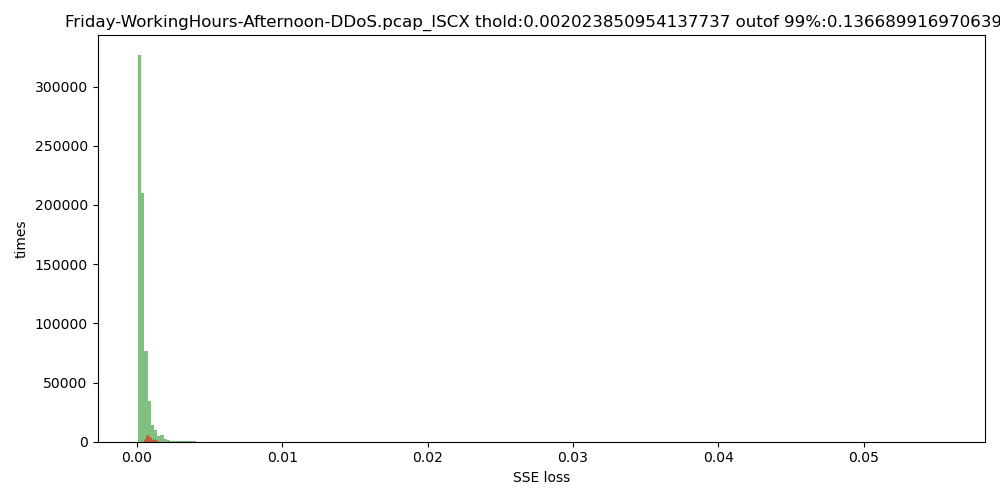 Friday-WorkingHours-Afternoon-DDoS.pcap_ISCX thold:0.002023850954137737 outof 99%:0.136689916970639
300000
250000
200000
150000
100000
50000
0
times
0.00 0.01 0.02 0.03 0.04 0.05
SSE loss